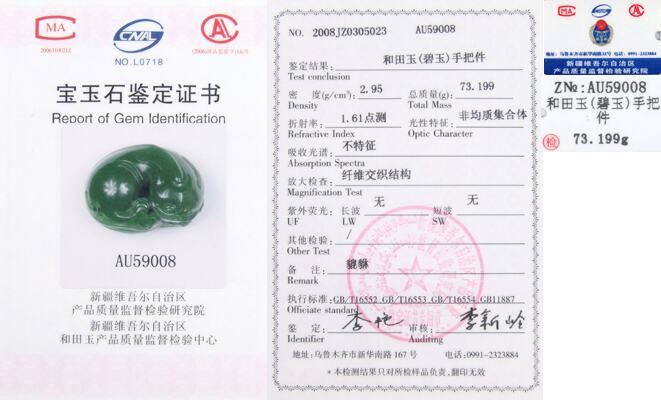 MA
2006100021Z
CNAL
NO.L0718
CAL
宝玉石鉴定证书
Report of Gem Identification
AU59008
新疆维吾尔自治区
产品质量监督检验研究院
新疆维吾尔自治区
和田玉产品质量监督检验中心
NO. 2008JZ0305023 AU59008
鉴定结果: 和田玉(碧玉)手把件
Test conclusion
密 度(g/cm³): 2.95 总质量(g): 73.199
Density Total Mass
折射率: 1.61点测 光性特征: 非均质集合体
Refractive Index Optic Character
吸收光谱: 不特征
Absorption Spectra
放大检查: 纤维交织结构
Magnification Test
紫外荧光: 长波 无 短波 无
UF LW SW
其他检验: /
Other Test
备 注: 貔貅
Remark
执行标准: GB/T16552 GB/T16553 GB/T16554 GB11887
Officiate standard
鉴 定: 审核: 李新岭
Identifier Auditing
地址: 乌鲁木齐市新华南路 167 号 电话: 0991-2323884
*本检测结果只对所检样品负责,翻印无效
MA
CNAL
CAL
新疆维吾尔自治区
产品质量监督检验研究院
ZNo:AU59008
和田玉(碧玉)手把
件
检 73.199g